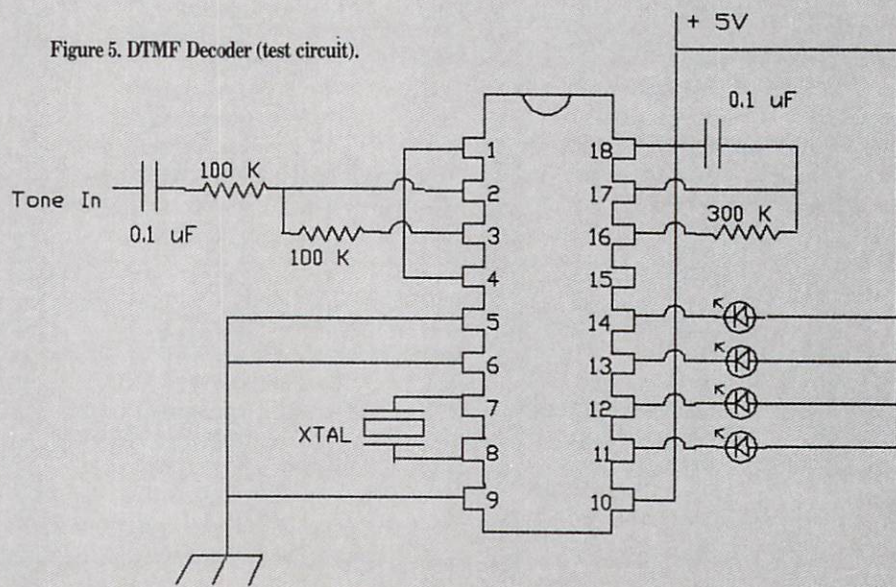 Figure 5. DTMF Decoder (test circuit).
+ 5V
0.1 uF
100 K
Tone In
0.1 uF
100 K
300 K
XTAL
1
2
3
4
5
6
7
8
9
18
17
16
15
14
13
12
11
10